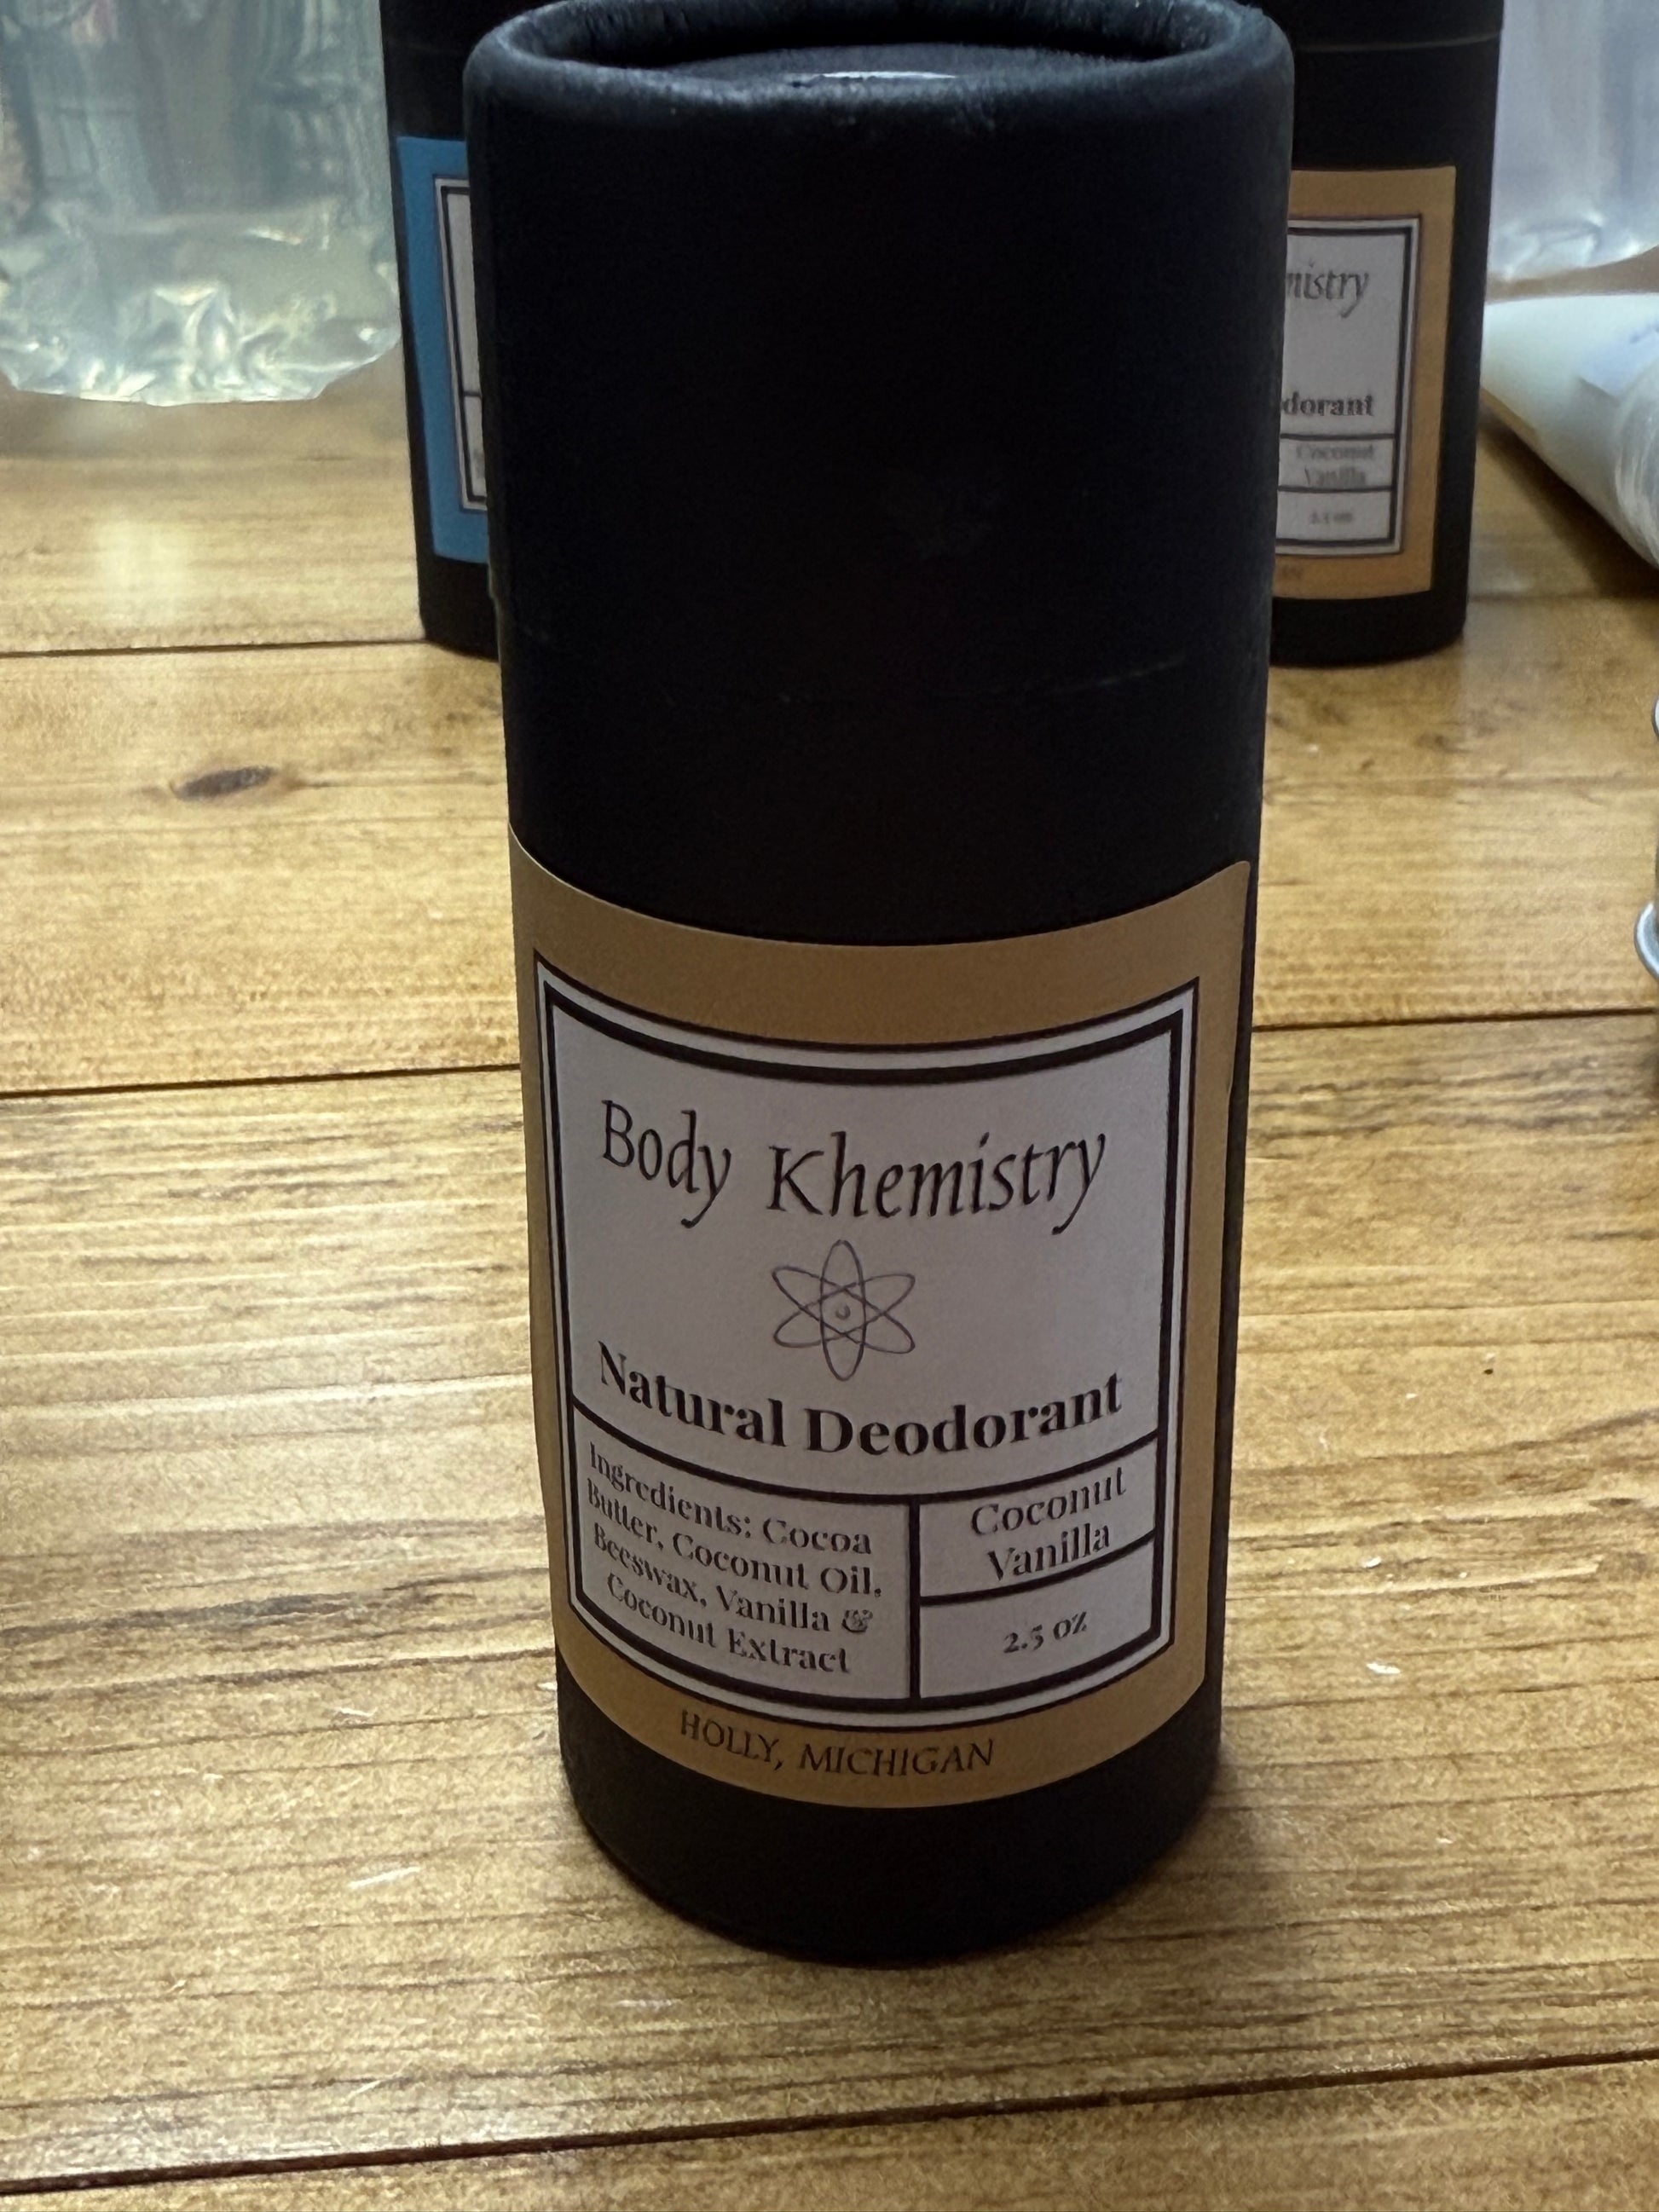 mistry
dorant
Coconut
Vanilla
Body Khemistry
Natural Deodorant
Ingredients: Cocoa
Butter, Coconut Oil,
Beeswax, Vanilla &
Coconut Extract
Coconut
Vanilla
2.5 oz
HOLLY, MICHIGAN